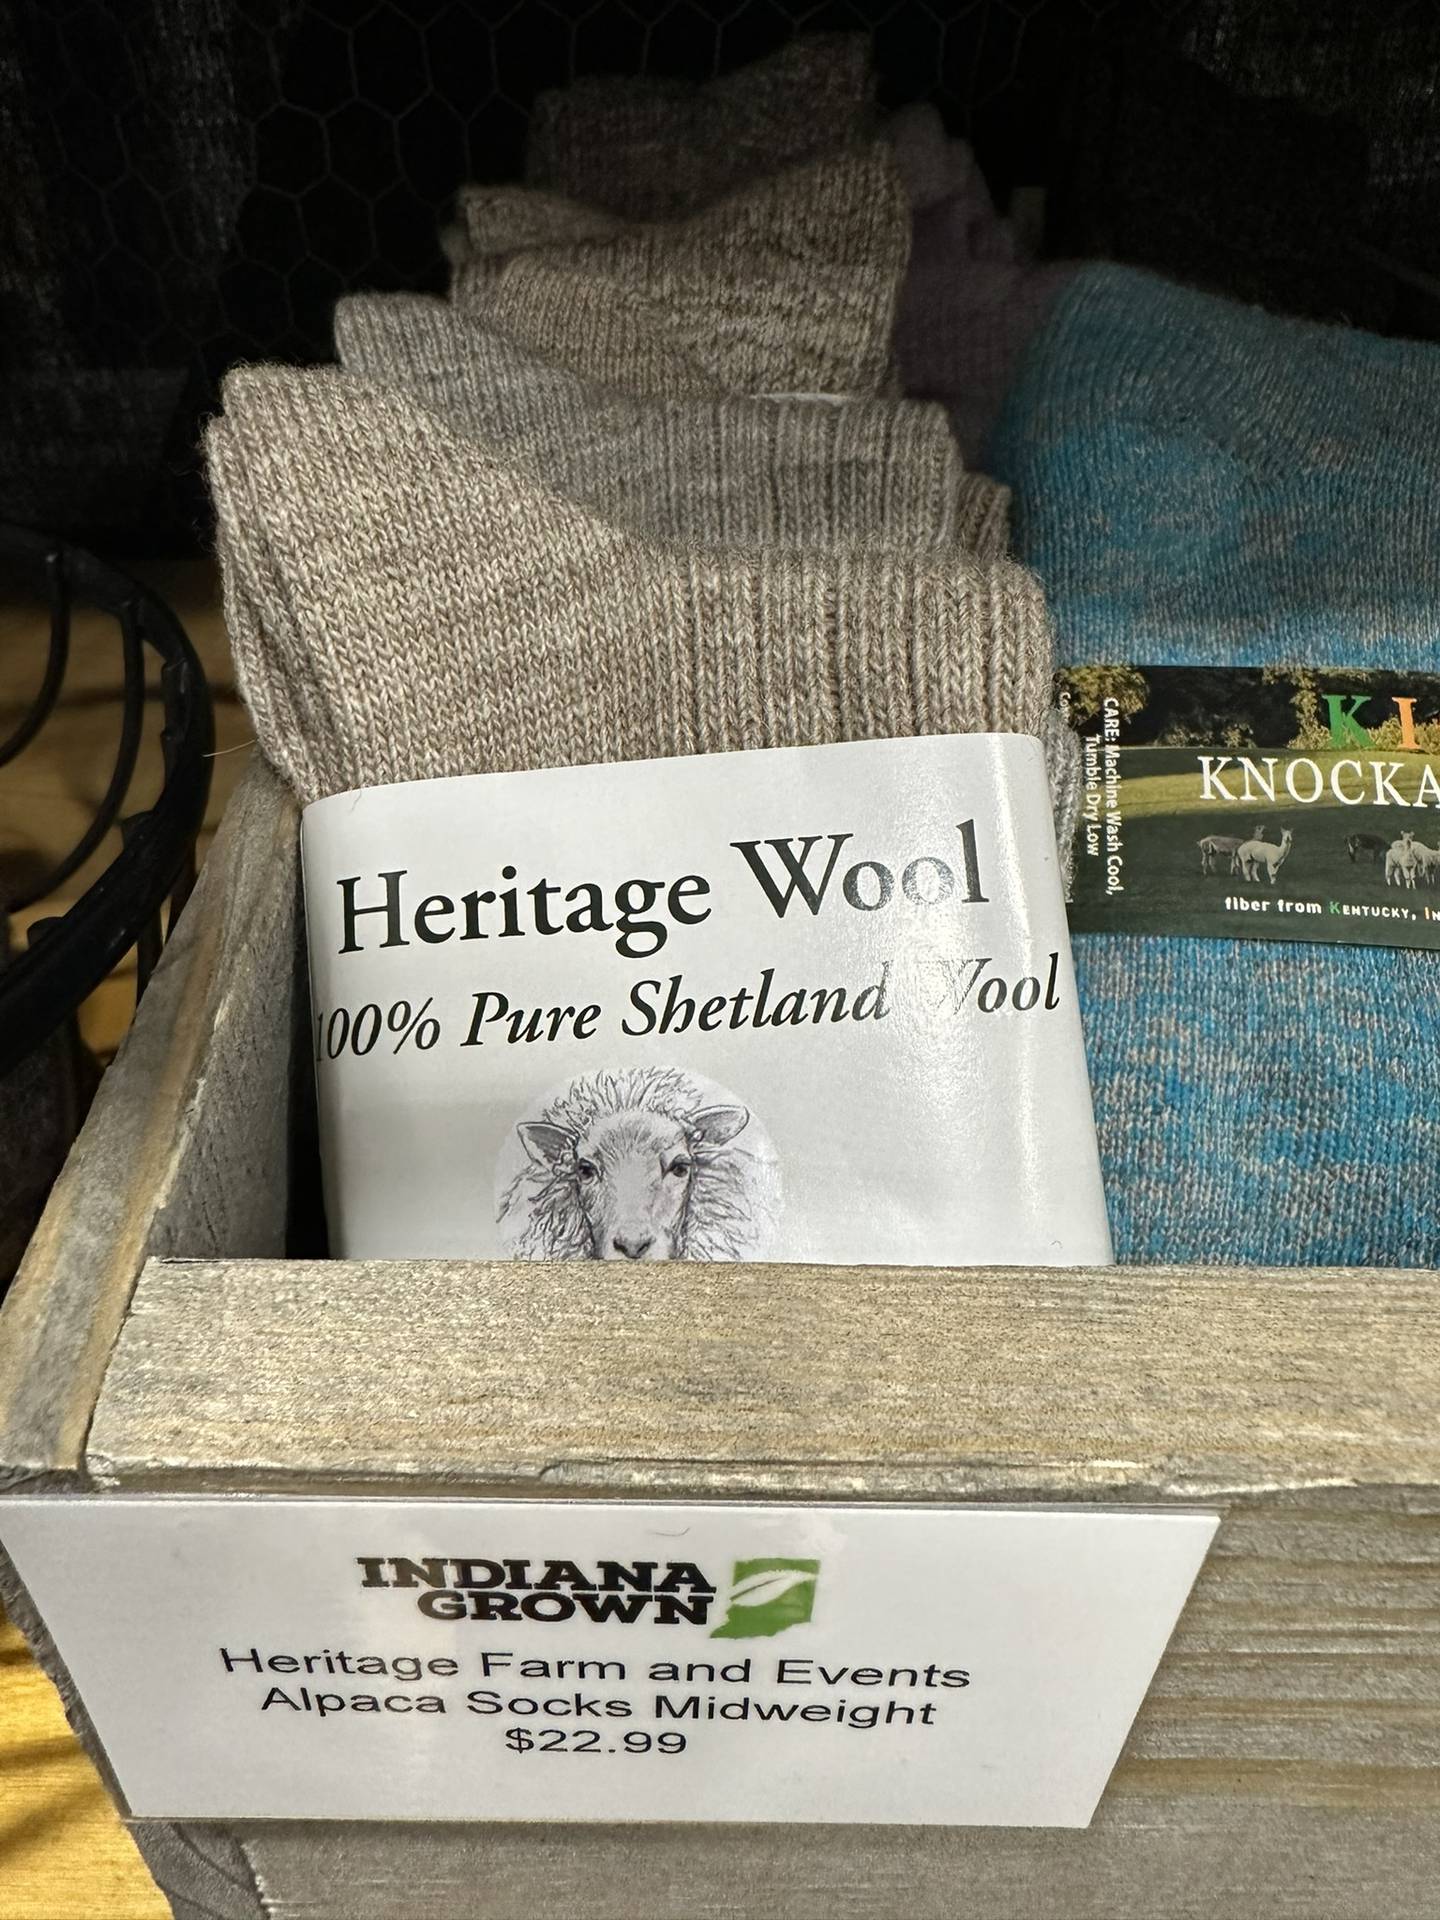 Heritage Wool
100% Pure Shetland Wool
CARE: Machine Wash Cool,
Tumble Dry Low
KI
KNOCKA
fiber from KENTUCKY, IN
INDIANA
GROWN
Heritage Farm and Events
Alpaca Socks Midweight
$22.99